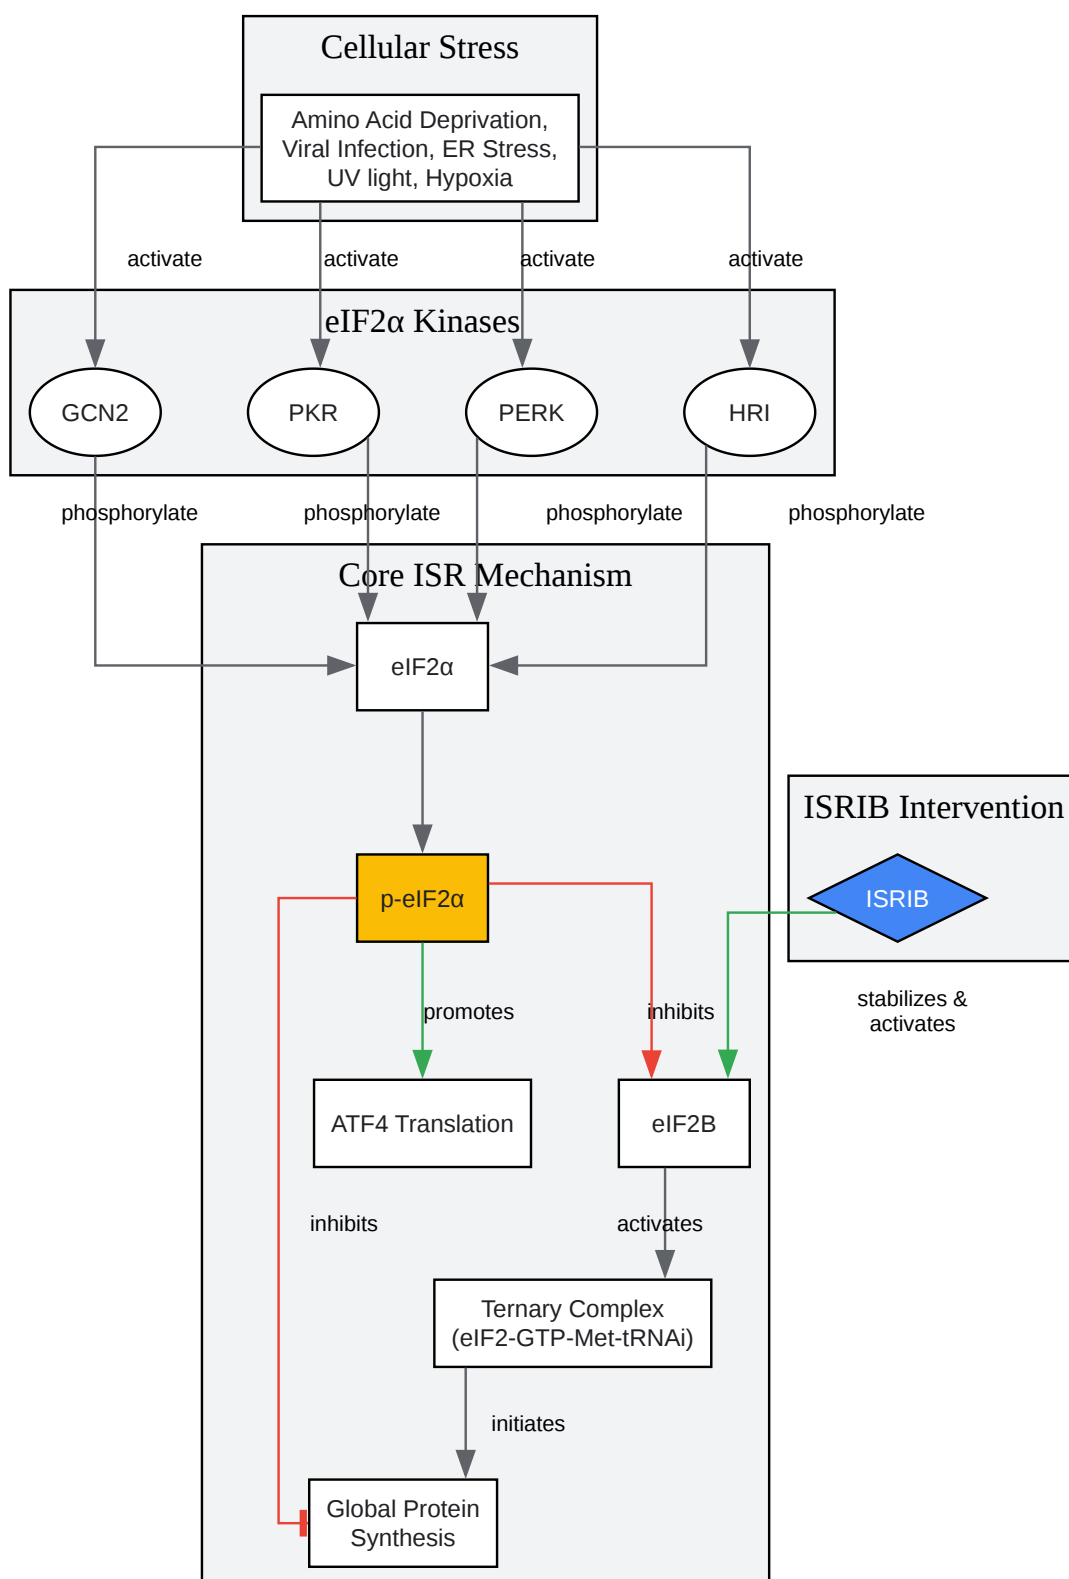 Cellular Stress
Amino Acid Deprivation,
Viral Infection, ER Stress,
UV light, Hypoxia
activate
activate
activate
activate
eIF2α Kinases
GCN2
PKR
PERK
HRI
phosphorylate
phosphorylate
phosphorylate
phosphorylate
Core ISR Mechanism
eIF2α
ISRIB Intervention
p-eIF2α
ISRIB
promotes
inhibits
stabilizes &
activates
ATF4 Translation
eIF2B
inhibits
activates
Ternary Complex
(eIF2-GTP-Met-tRNAi)
initiates
Global Protein
Synthesis